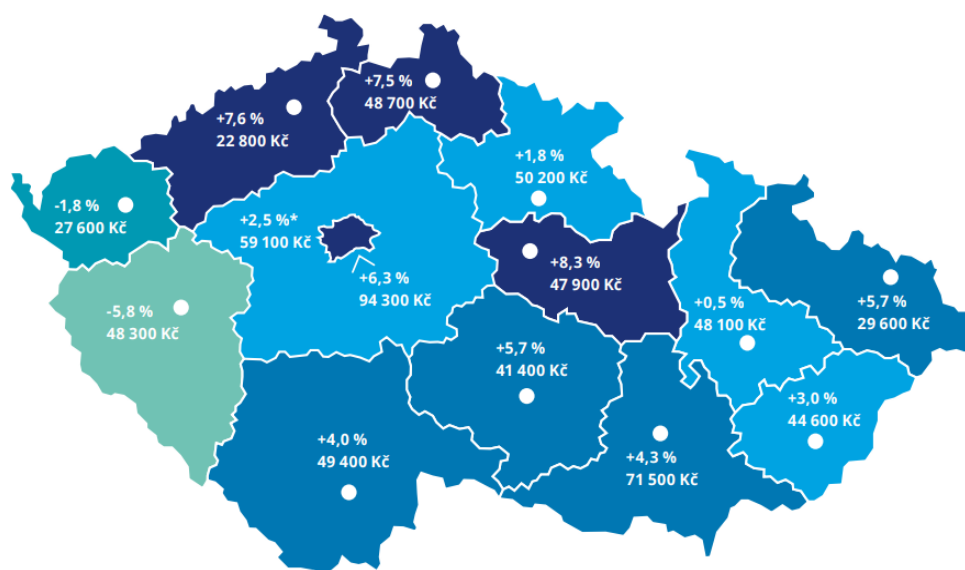 +7,5 %
48 700 Kč
+7,6 %
22 800 Kč
+1,8 %
50 200 Kč
-1,8 %
27 600 Kč
+2,5 %*
59 100 Kč
+6,3 %
94 300 Kč
+8,3 %
47 900 Kč
-5,8 %
48 300 Kč
+0,5 %
48 100 Kč
+5,7 %
29 600 Kč
+5,7 %
41 400 Kč
+3,0 %
44 600 Kč
+4,0 %
49 400 Kč
+4,3 %
71 500 Kč